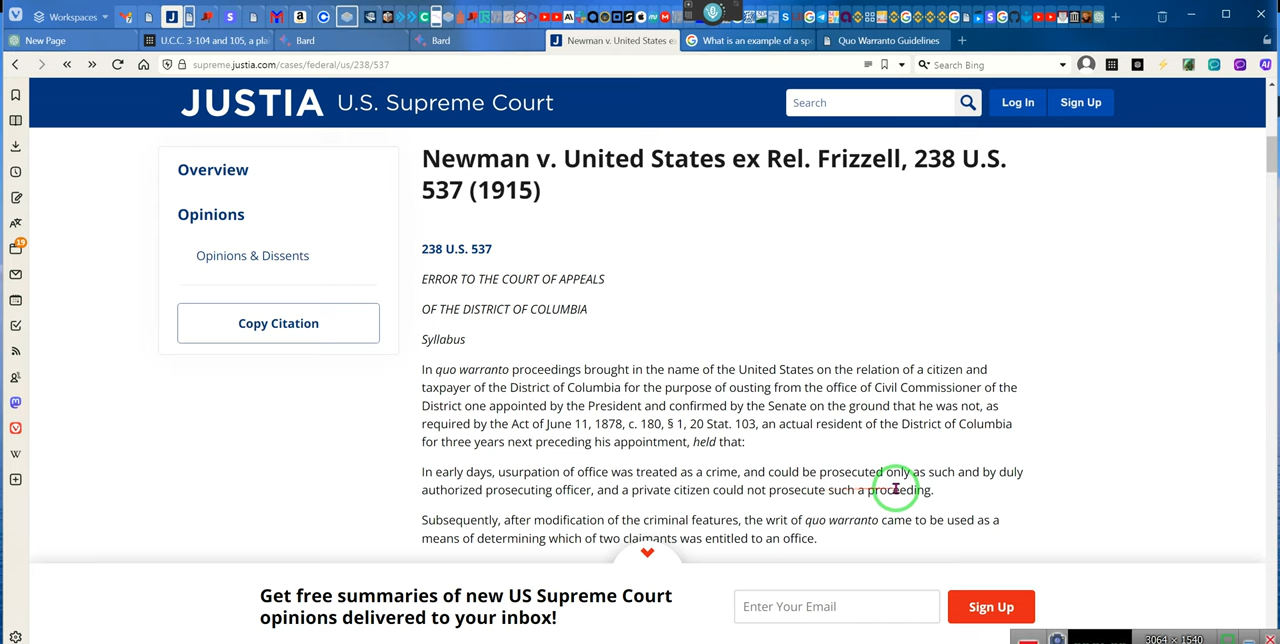 Workspaces
New Page
U.C.C. 3-104 and 105, a pla
Bard
Bard
Newman v. United States e
What is an example of a sp
Quo Warranto Guidelines
supreme.justia.com/cases/federal/us/238/537
Search Bing
JUSTIA U.S. Supreme Court
Search
Log In
Sign Up
Overview
Opinions
Opinions & Dissents
Copy Citation
Newman v. United States ex Rel. Frizzell, 238 U.S.
537 (1915)
238 U.S. 537
ERROR TO THE COURT OF APPEALS
OF THE DISTRICT OF COLUMBIA
Syllabus
In quo warranto proceedings brought in the name of the United States on the relation of a citizen and
taxpayer of the District of Columbia for the purpose of ousting from the office of Civil Commissioner of the
District one appointed by the President and confirmed by the Senate on the ground that he was not, as
required by the Act of June 11, 1878, c. 180, § 1, 20 Stat. 103, an actual resident of the District of Columbia
for three years next preceding his appointment, held that:
In early days, usurpation of office was treated as a crime, and could be prosecuted only as such and by duly
authorized prosecuting officer, and a private citizen could not prosecute such a proceeding.
Subsequently, after modification of the criminal features, the writ of quo warranto came to be used as a
means of determining which of two claimants was entitled to an office.
Get free summaries of new US Supreme Court
opinions delivered to your inbox!
Enter Your Email
Sign Up
19
3064 × 1540